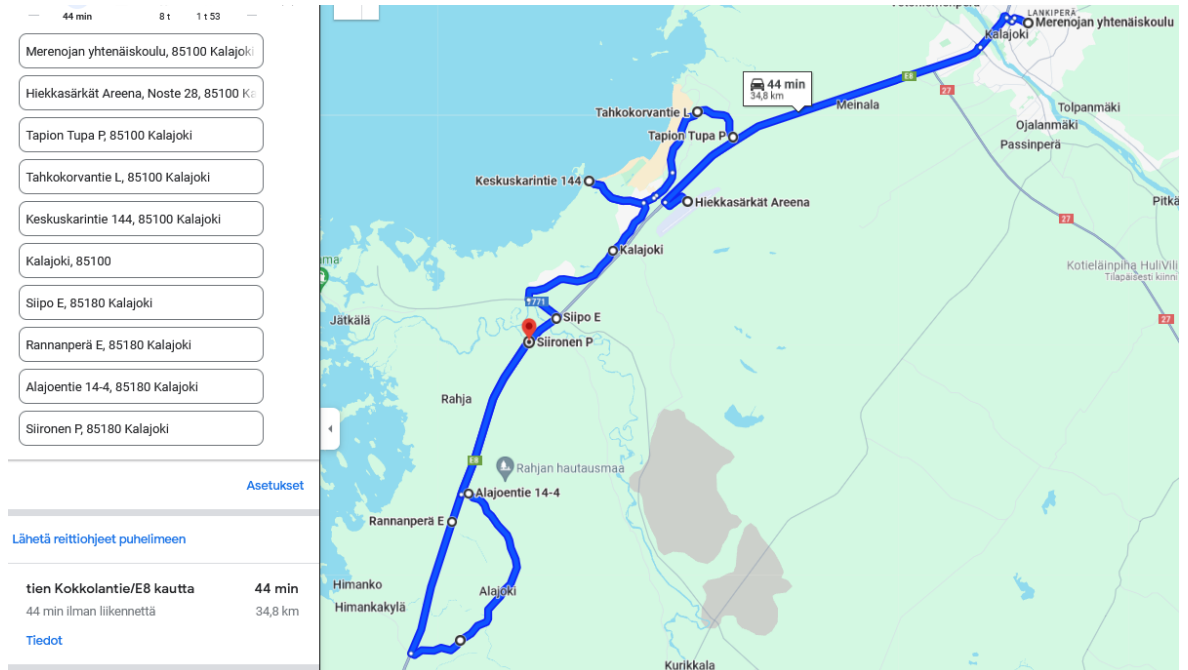 44 min 8 t 1 t 53
Merenojan yhtenäiskoulu, 85100 Kalajoki
Hiekkasärkät Areena, Noste 28, 85100 Ka
Tapion Tupa P, 85100 Kalajoki
Tahkokorvantie L, 85100 Kalajoki
Keskuskarintie 144, 85100 Kalajoki
Kalajoki, 85100
Siipo E, 85180 Kalajoki
Rannanperä E, 85180 Kalajoki
Alajoentie 14-4, 85180 Kalajoki
Siironen P, 85180 Kalajoki
Asetukset
Lähetä reittiohjeet puhelimeen
tien Kokkolantie/E8 kautta 44 min
44 min ilman liikennettä 34,8 km
Tiedot
LANKIPERÄ
Merenojan yhtenäiskoulu
Kalajoki
E8
44 min
34,8 km
27
Meinala
Tolpanmäki
Ojalanmäki
Passinperä
Tahkokorvantie L
Tapion Tupa P
Keskuskarintie 144
Hiekkasärkät Areena
Pitkä
27
Kalajoki
Kotieläinpiha HuliVili
Tilapäisesti kiinni
771
Jätkälä
Siipo E
27
Siironen P
Rahja
E8
Rahjan hautausmaa
Alajoentie 14-4
Rannanperä E
Himanko
Alajoki
Himankakylä
Kurikkala